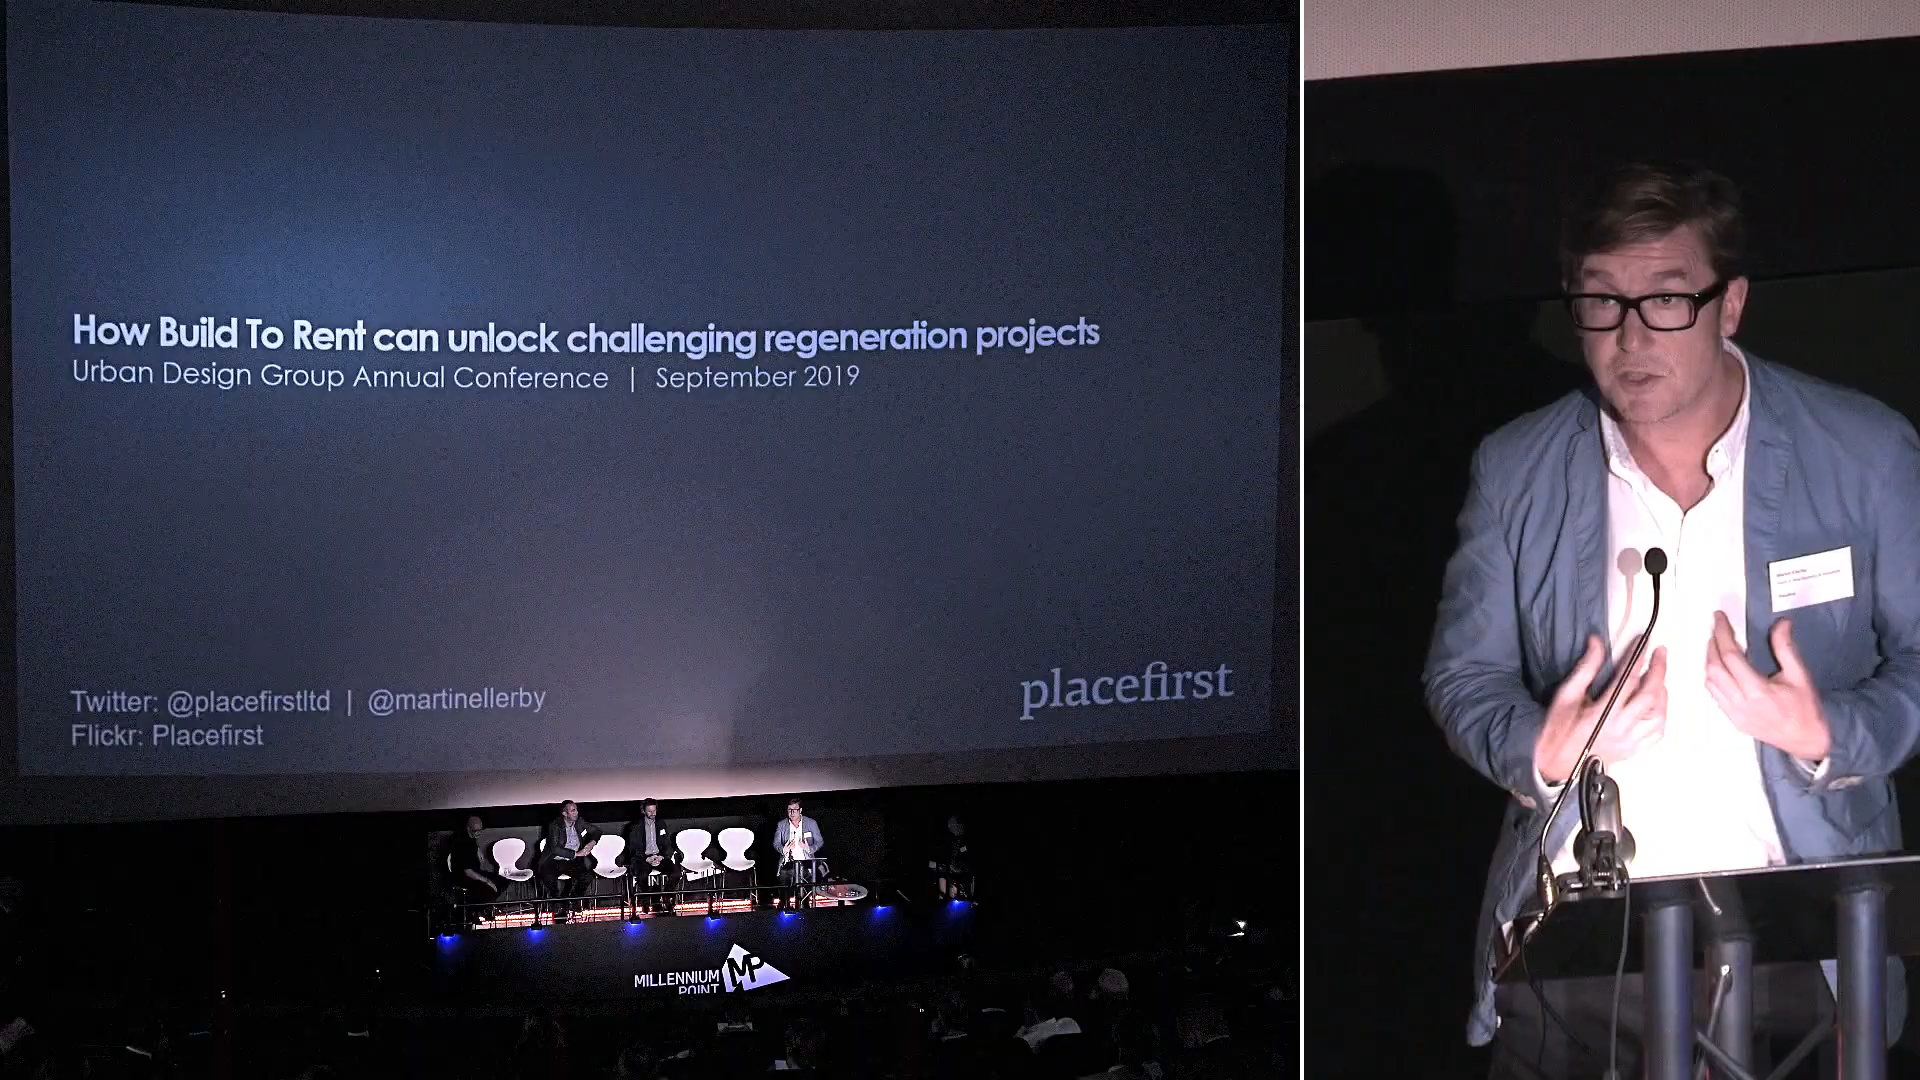 How Build To Rent can unlock challenging regeneration projects
Urban Design Group Annual Conference | September 2019
Twitter: @placefirstltd | @martinellerby
Flickr: Placefirst
placefirst
MILLENNIUM
POINT
MP